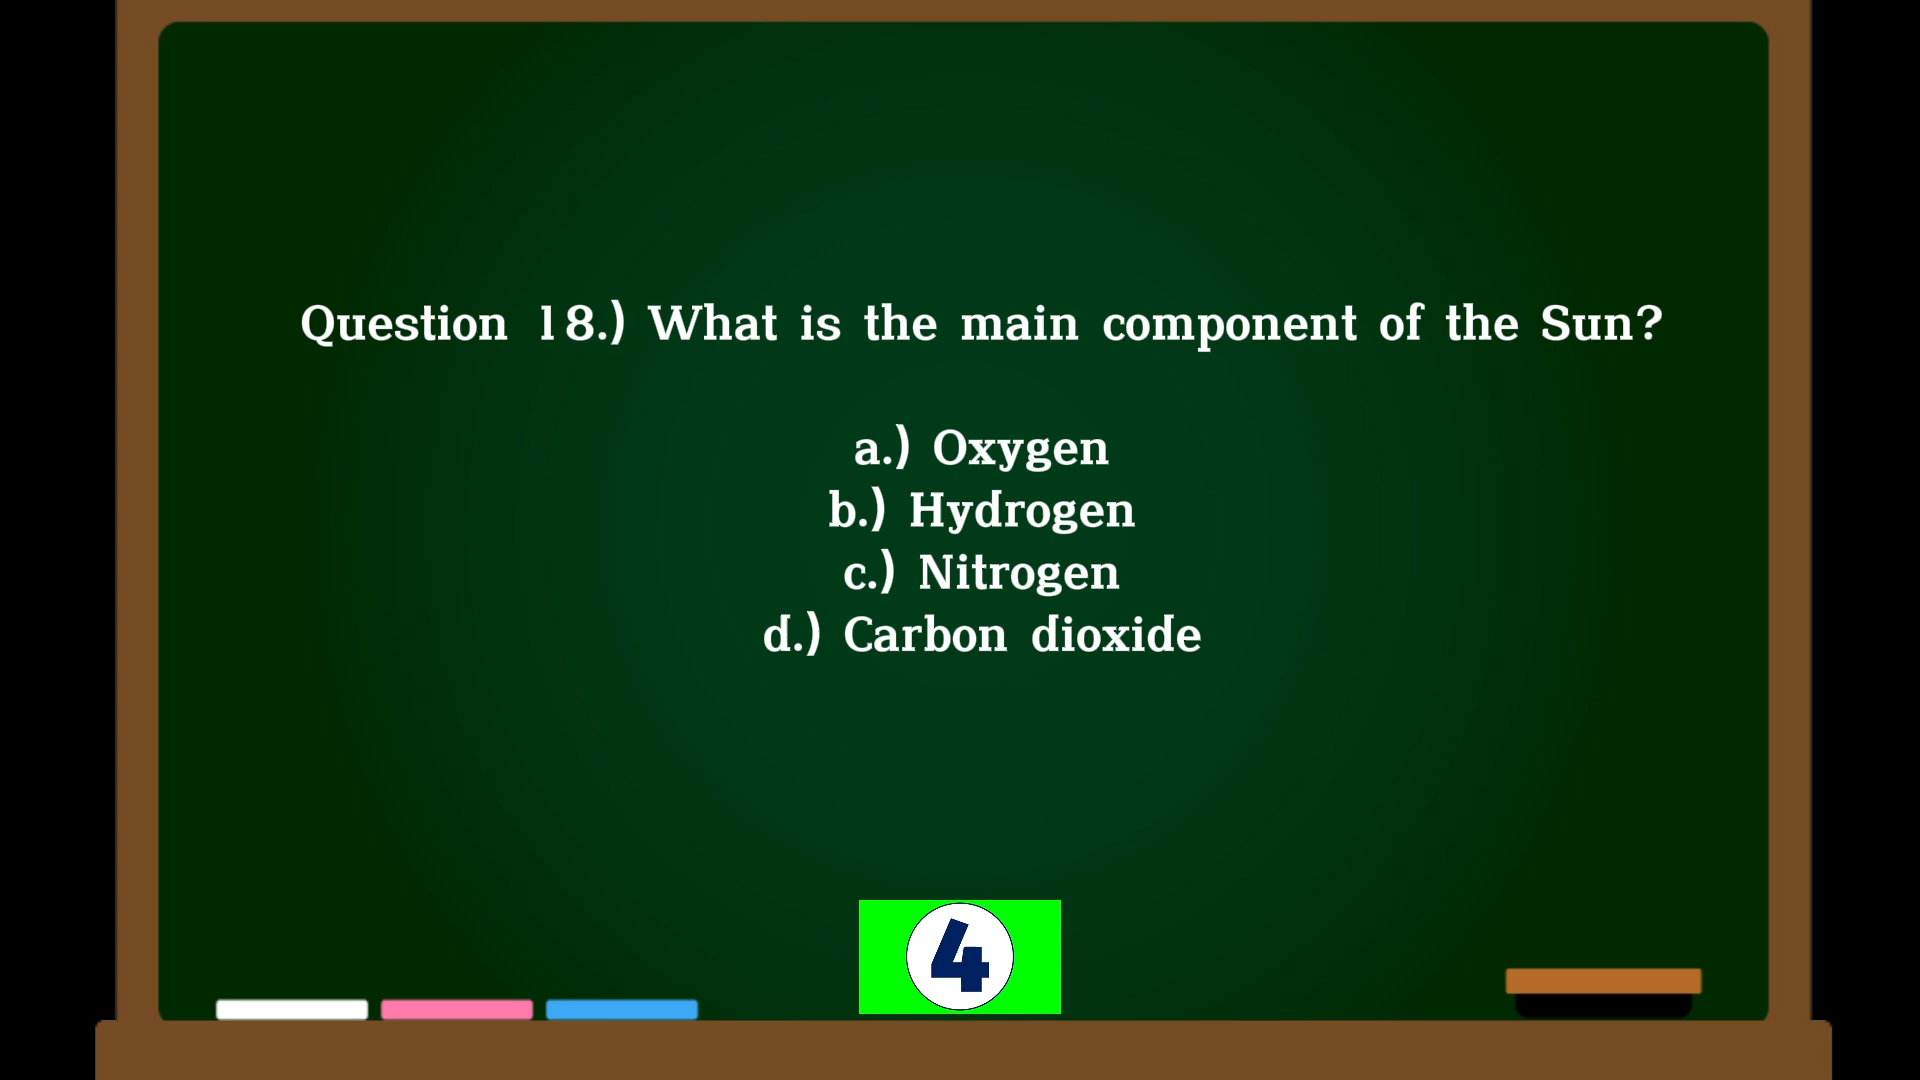 Question 18.) What is the main component of the Sun?
a.) Oxygen
b.) Hydrogen
c.) Nitrogen
d.) Carbon dioxide
4